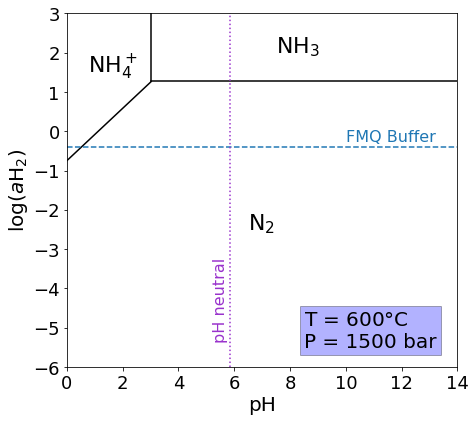 3
2
1
0
−1
−2
−3
−4
−5
−6
log(aH₂)
NH₄⁺
NH₃
FMQ Buffer
N₂
pH neutral
T = 600°C
P = 1500 bar
0 2 4 6 8 10 12 14
pH